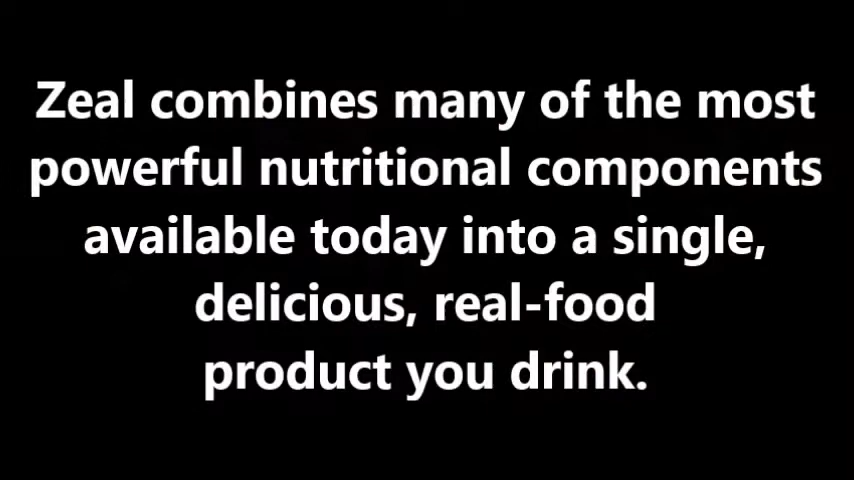 Zeal combines many of the most
powerful nutritional components
available today into a single,
delicious, real-food
product you drink.